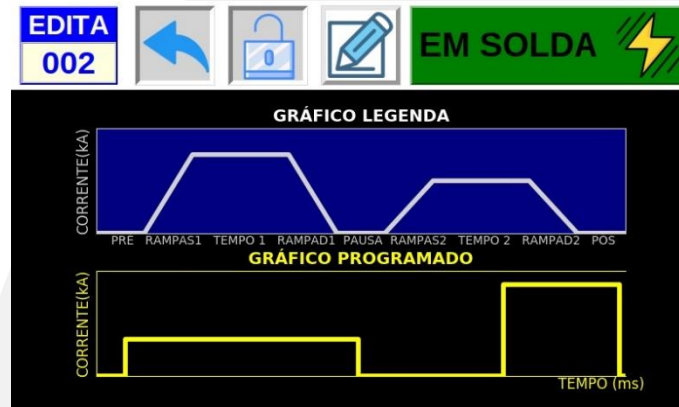 EDITA
002
0
EM SOLDA
GRÁFICO LEGENDA
CORRENTE(kA)
PRE RAMPAS1 TEMPO 1 RAMPAD1 PAUSA RAMPAS2 TEMPO 2 RAMPAD2 POS
GRÁFICO PROGRAMADO
CORRENTE(kA)
TEMPO (ms)